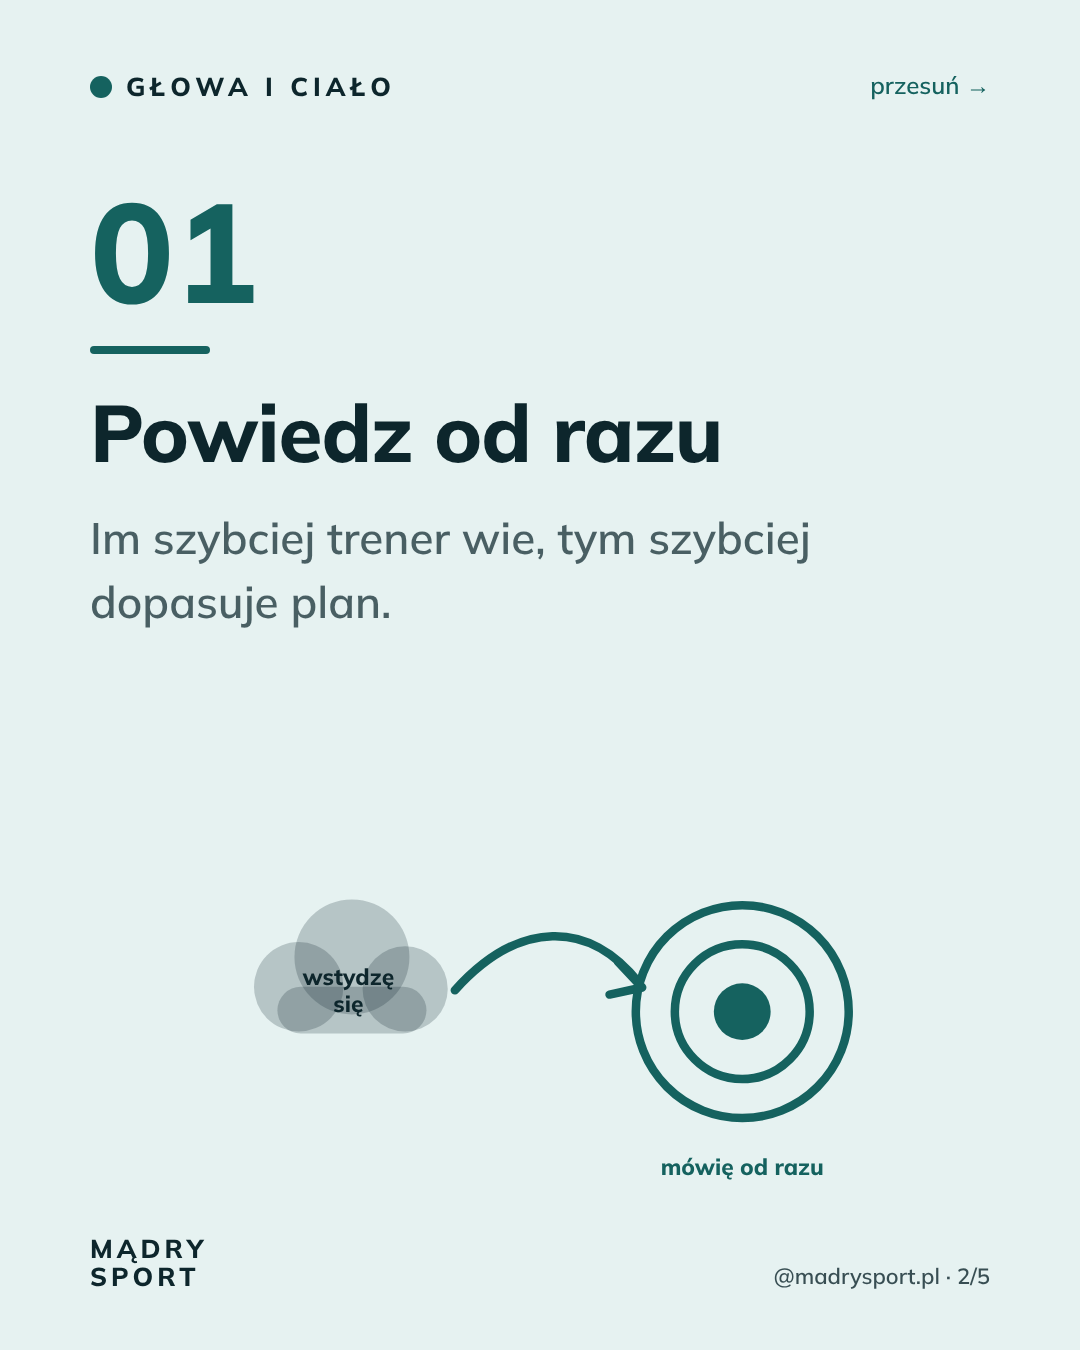 GŁOWA I CIAŁO
przesuń →
01
Powiedz od razu
Im szybciej trener wie, tym szybciej
dopasuje plan.
wstydzę
się
mówię od razu
MĄDRY
SPORT
@madrysport.pl · 2/5